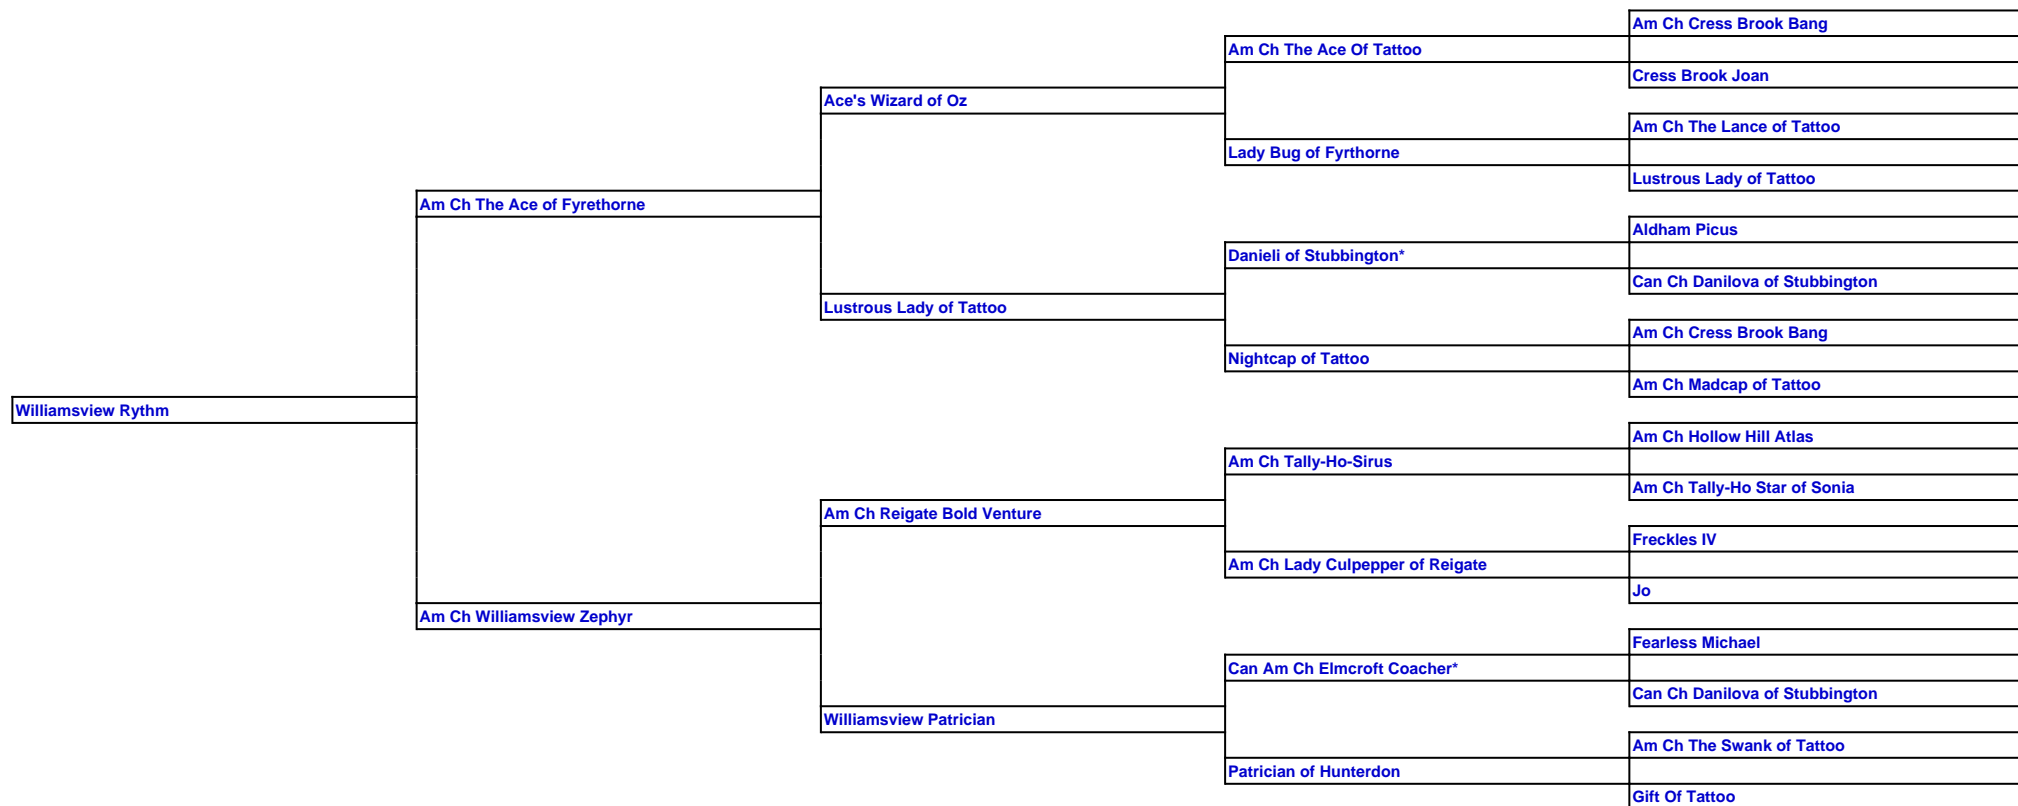 Am Ch Cress Brook Bang
Am Ch The Ace Of Tattoo
Cress Brook Joan
Ace's Wizard of Oz
Am Ch The Lance of Tattoo
Lady Bug of Fyrthorne
Lustrous Lady of Tattoo
Am Ch The Ace of Fyrethorne
Aldham Picus
Danieli of Stubbington*
Can Ch Danilova of Stubbington
Lustrous Lady of Tattoo
Am Ch Cress Brook Bang
Nightcap of Tattoo
Am Ch Madcap of Tattoo
Williamsview Rythm
Am Ch Hollow Hill Atlas
Am Ch Tally-Ho-Sirus
Am Ch Tally-Ho Star of Sonia
Am Ch Reigate Bold Venture
Freckles IV
Am Ch Lady Culpepper of Reigate
Jo
Am Ch Williamsview Zephyr
Fearless Michael
Can Am Ch Elmcroft Coacher*
Can Ch Danilova of Stubbington
Williamsview Patrician
Am Ch The Swank of Tattoo
Patrician of Hunterdon
Gift Of Tattoo